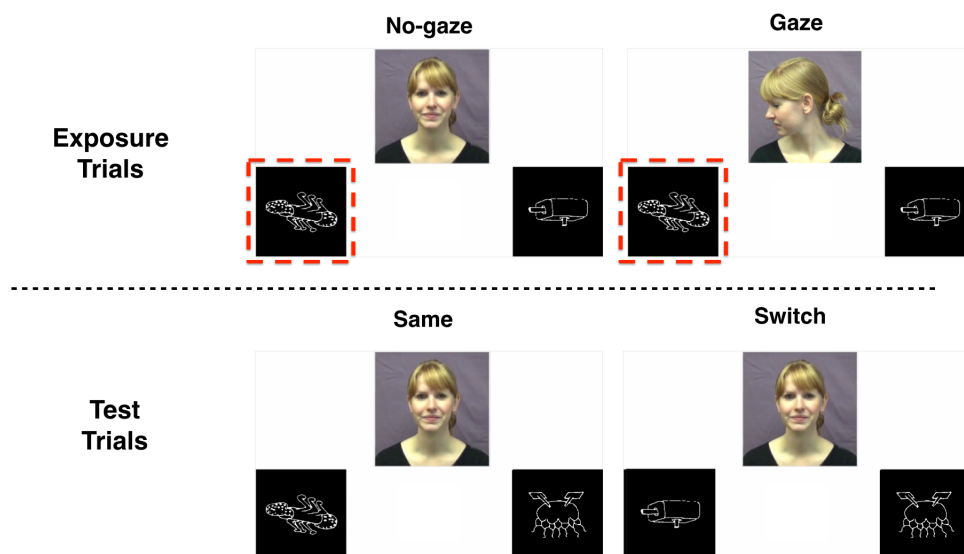 No-gaze
Gaze
Exposure
Trials
Same
Switch
Test
Trials